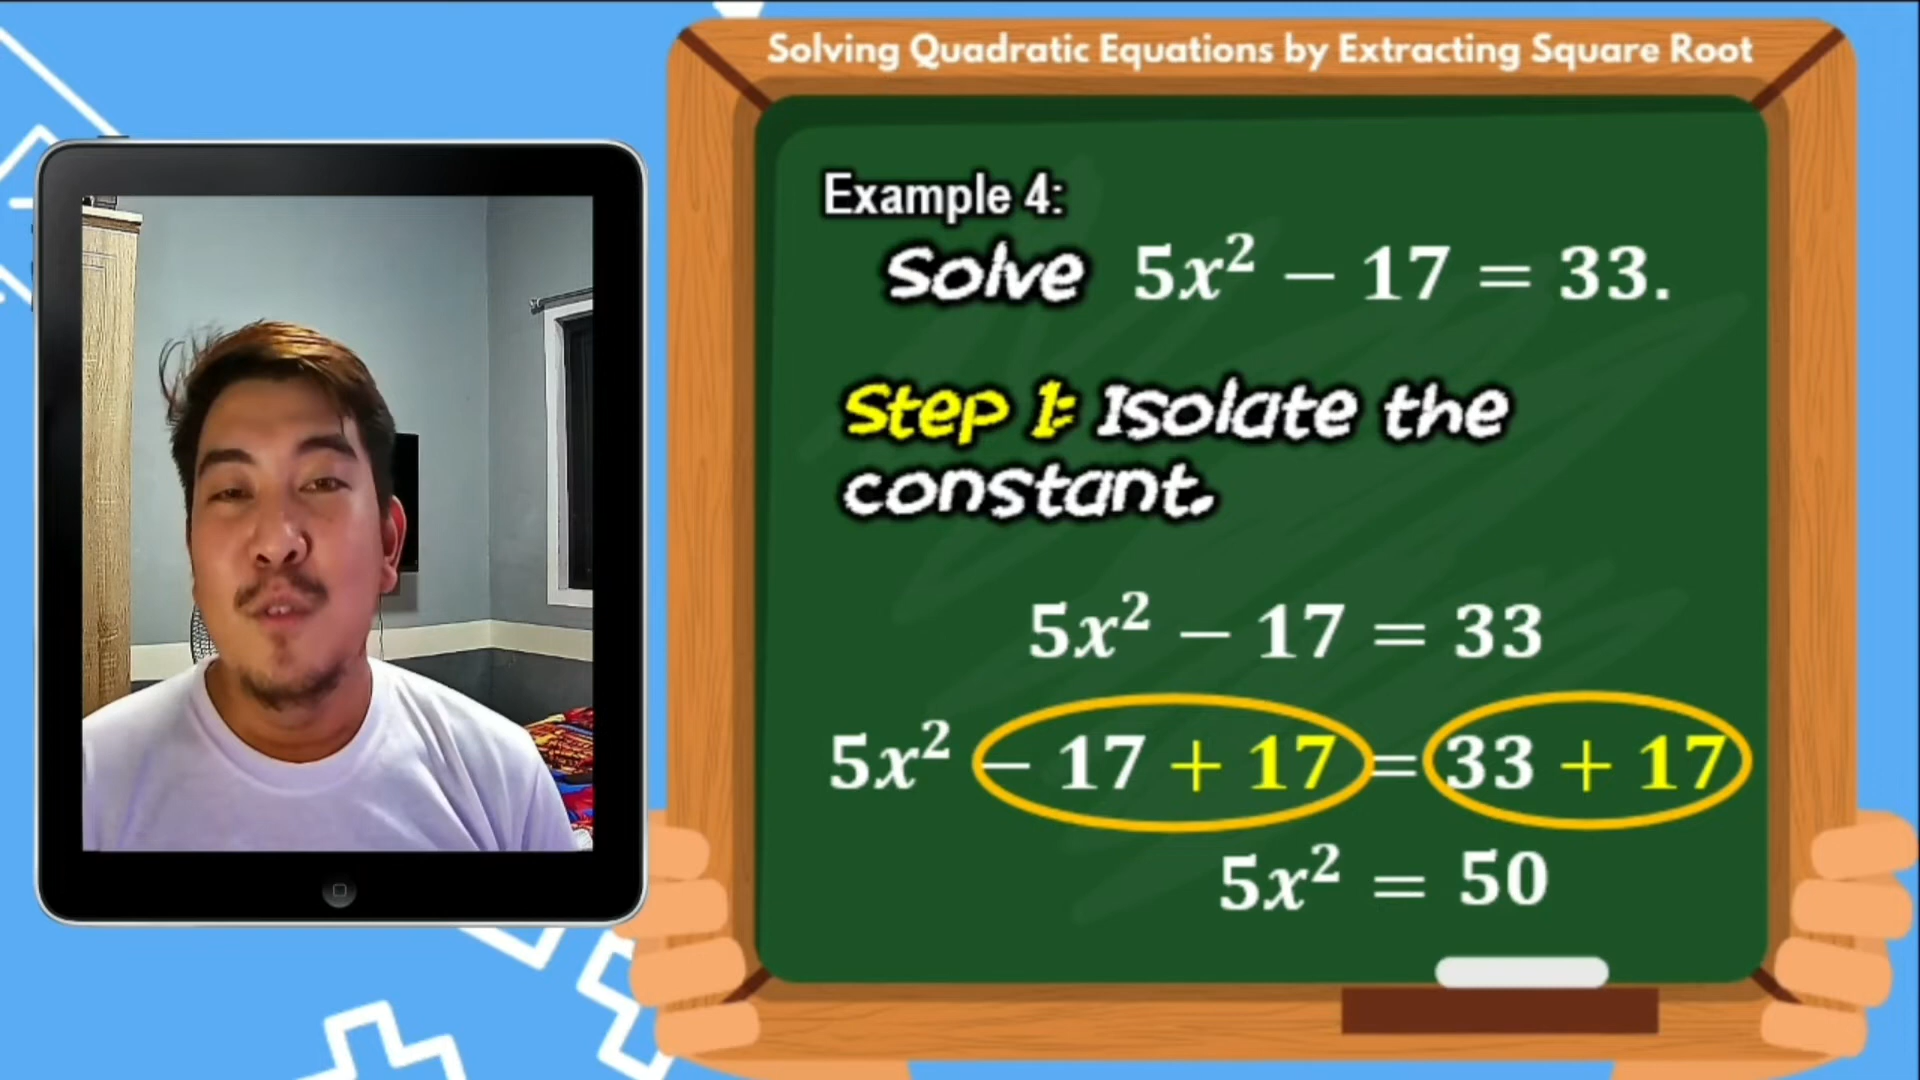 Solving Quadratic Equations by Extracting Square Root
Example 4:
Solve 5x² − 17 = 33.
Step 1: Isolate the
constant.
5x² − 17 = 33
5x² − 17 + 17 = 33 + 17
5x² = 50